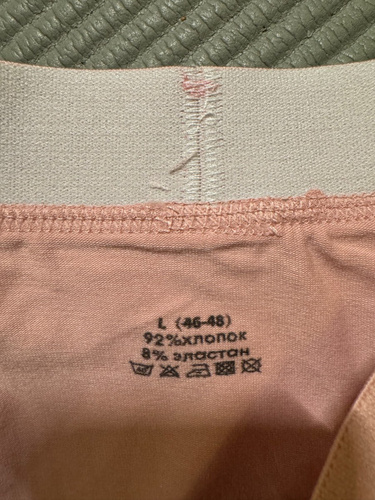 L (46-48)
92%хлопок
8% эластан